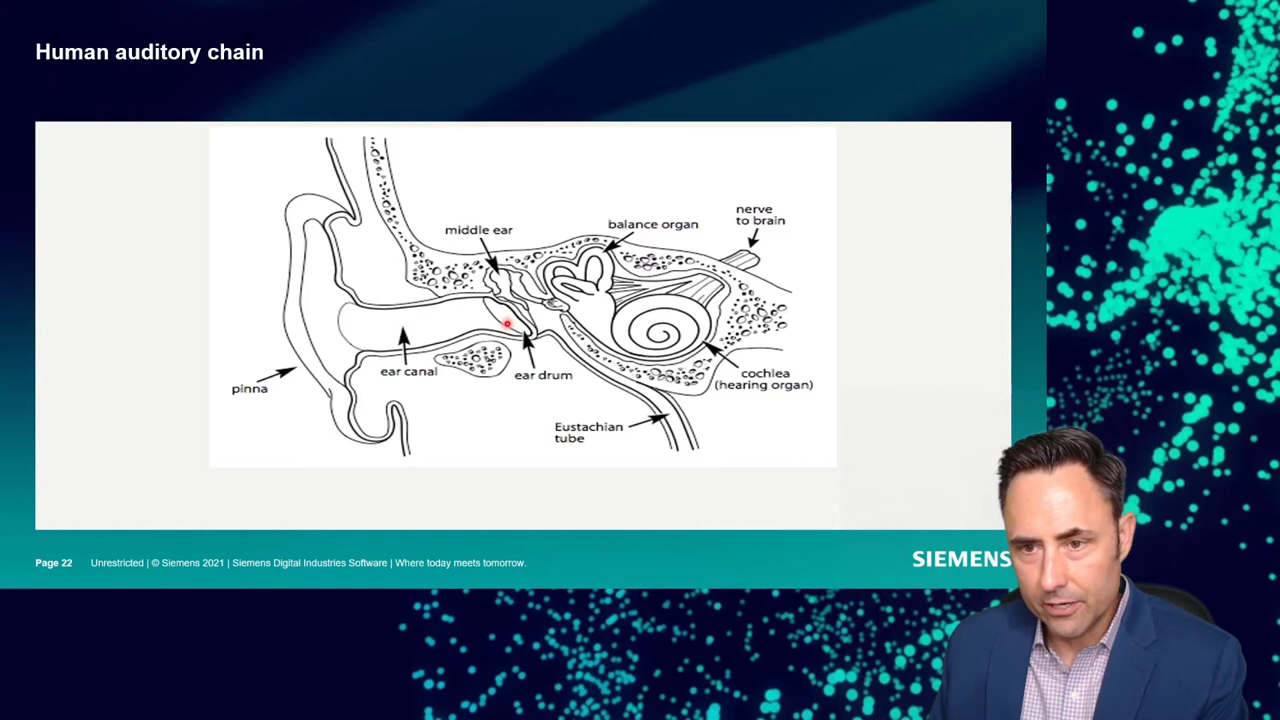 Human auditory chain
nerve
to brain
balance organ
middle ear
ear canal
ear drum
cochlea
(hearing organ)
pinna
Eustachian
tube
Page 22 Unrestricted | © Siemens 2021 | Siemens Digital Industries Software | Where today meets tomorrow.
SIEMENS